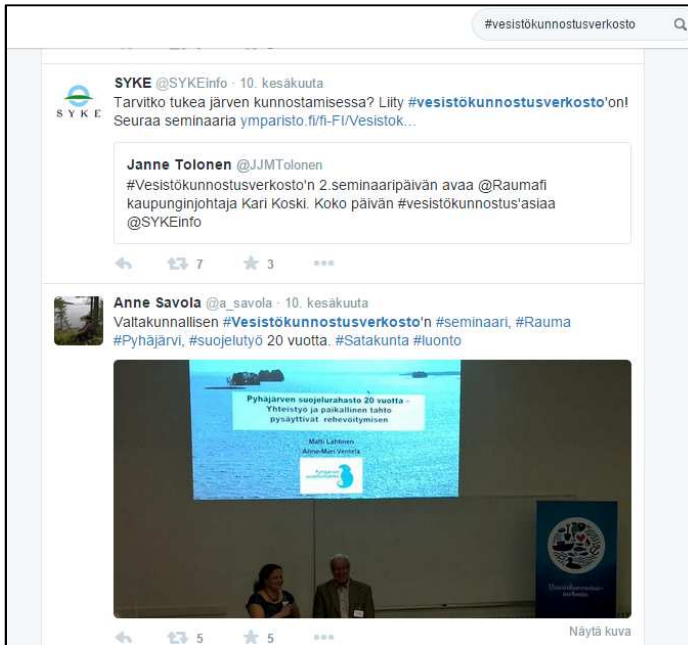 #vesistökunnostusverkosto
SYKE @SYKEinfo · 10. kesäkuuta
Tarvitko tukea järven kunnostamisessa? Liity #vesistökunnostusverkosto'on!
Seuraa seminaaria ymparisto.fi/fi-FI/Vesistok...
SYKE
Janne Tolonen @JJMTolonen
#Vesistökunnostusverkosto'n 2.seminaaripäivän avaa @Raumafi
kaupunginjohtaja Kari Koski. Koko päivän #vesistökunnostus'asiaa
@SYKEinfo
7 3
Anne Savola @a_savola · 10. kesäkuuta
Valtakunnallisen #Vesistökunnostusverkosto'n #seminaari, #Rauma
#Pyhäjärvi, #suojelutyö 20 vuotta. #Satakunta #luonto
Pyhäjärven suojelurahasto 20 vuotta –
Yhteistyö ja paikallinen tahto
pysäyttivät rehevöitymisen
Matti Lahtinen
Anne-Mari Ventelä
5 5
Näytä kuva